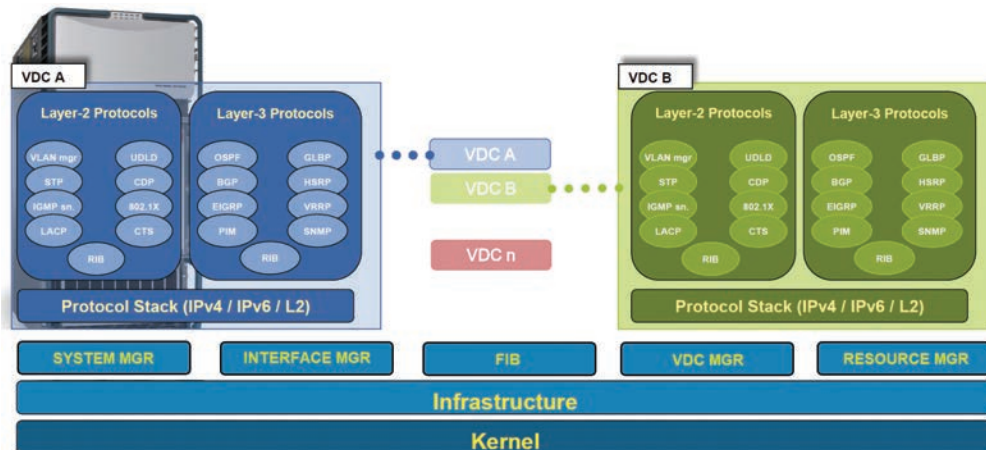 VDC A
Layer-2 Protocols
VLAN mgr
UDLD
STP
CDP
IGMP sn.
802.1X
LACP
CTS
RIB
Layer-3 Protocols
OSPF
GLBP
BGP
HSRP
EIGRP
VRRP
PIM
SNMP
RIB
Protocol Stack (IPv4 / IPv6 / L2)
VDC A
VDC B
VDC n
VDC B
Layer-2 Protocols
VLAN mgr
UDLD
STP
CDP
IGMP sn.
802.1X
LACP
CTS
RIB
Layer-3 Protocols
OSPF
GLBP
BGP
HSRP
EIGRP
VRRP
PIM
SNMP
RIB
Protocol Stack (IPv4 / IPv6 / L2)
SYSTEM MGR
INTERFACE MGR
FIB
VDC MGR
RESOURCE MGR
Infrastructure
Kernel